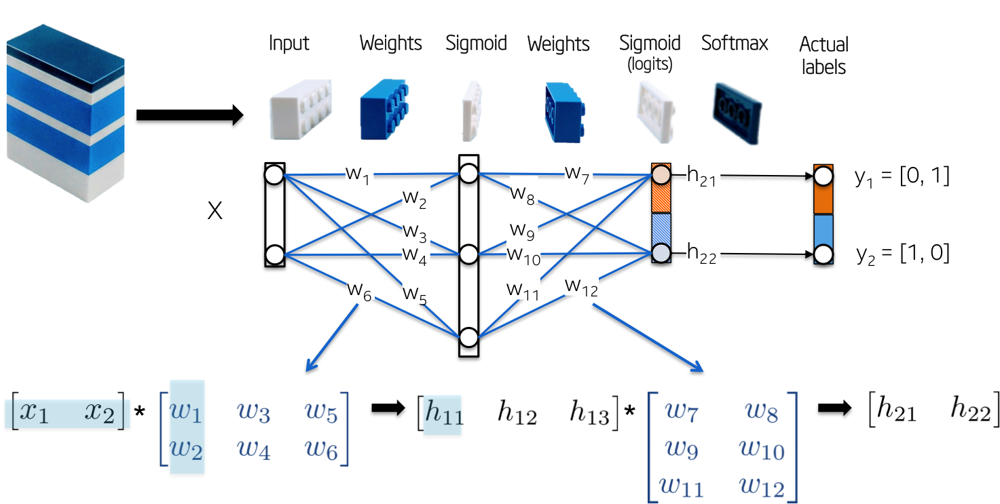 Input Weights Sigmoid Weights Sigmoid Softmax Actual
(logits) labels
X
w₁ w₇ h₂₁ y₁ = [0, 1]
w₂ w₈
w₃ w₉
w₄ w₁₀ h₂₂ y₂ = [1, 0]
w₆ w₅ w₁₁ w₁₂
[x₁ x₂] * [w₁ w₃ w₅ [h₁₁ h₁₂ h₁₃] * [w₇ w₈ [h₂₁ h₂₂]
w₂ w₄ w₆] w₉ w₁₀
w₁₁ w₁₂]